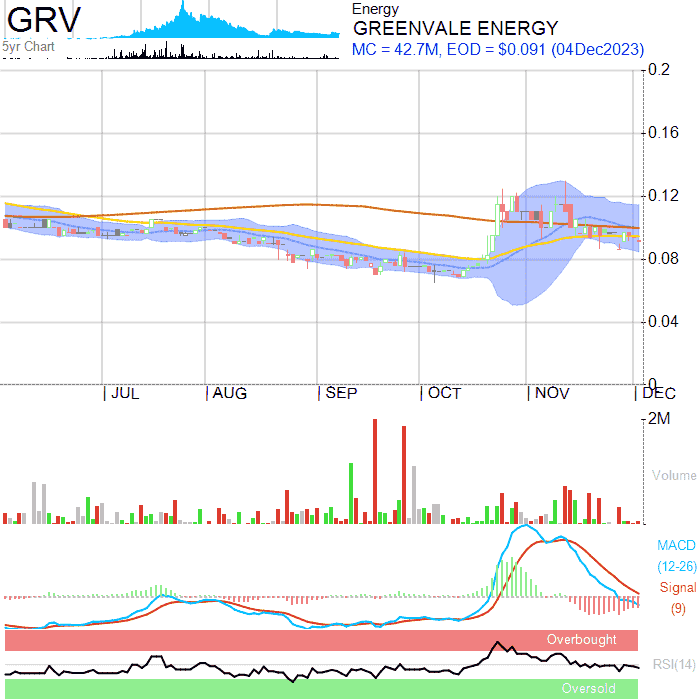 GRV
5yr Chart
Energy
GREENVALE ENERGY
MC = 42.7M, EOD = $0.091 (04Dec2023)
0.2
0.16
0.12
0.08
0.04
0
JUL AUG SEP OCT NOV DEC
2M
Volume
MACD
(12-26)
Signal
(9)
Overbought
RSI(14)
Oversold